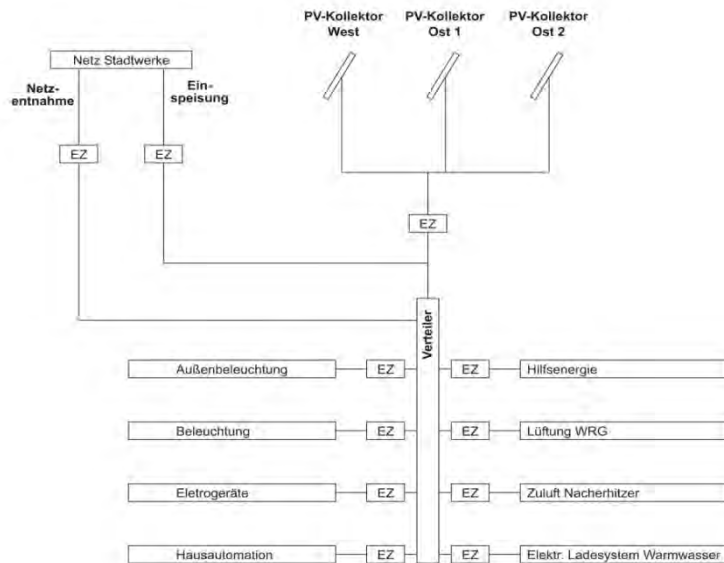 PV-Kollektor West
PV-Kollektor Ost 1
PV-Kollektor Ost 2
Netz Stadtwerke
Netz-
entnahme
Ein-
speisung
EZ
EZ
EZ
Verteiler
Außenbeleuchtung
EZ
EZ
Hilfsenergie
Beleuchtung
EZ
EZ
Lüftung WRG
Eletrogeräte
EZ
EZ
Zuluft Nacherhitzer
Hausautomation
EZ
EZ
Elektr. Ladesystem Warmwasser